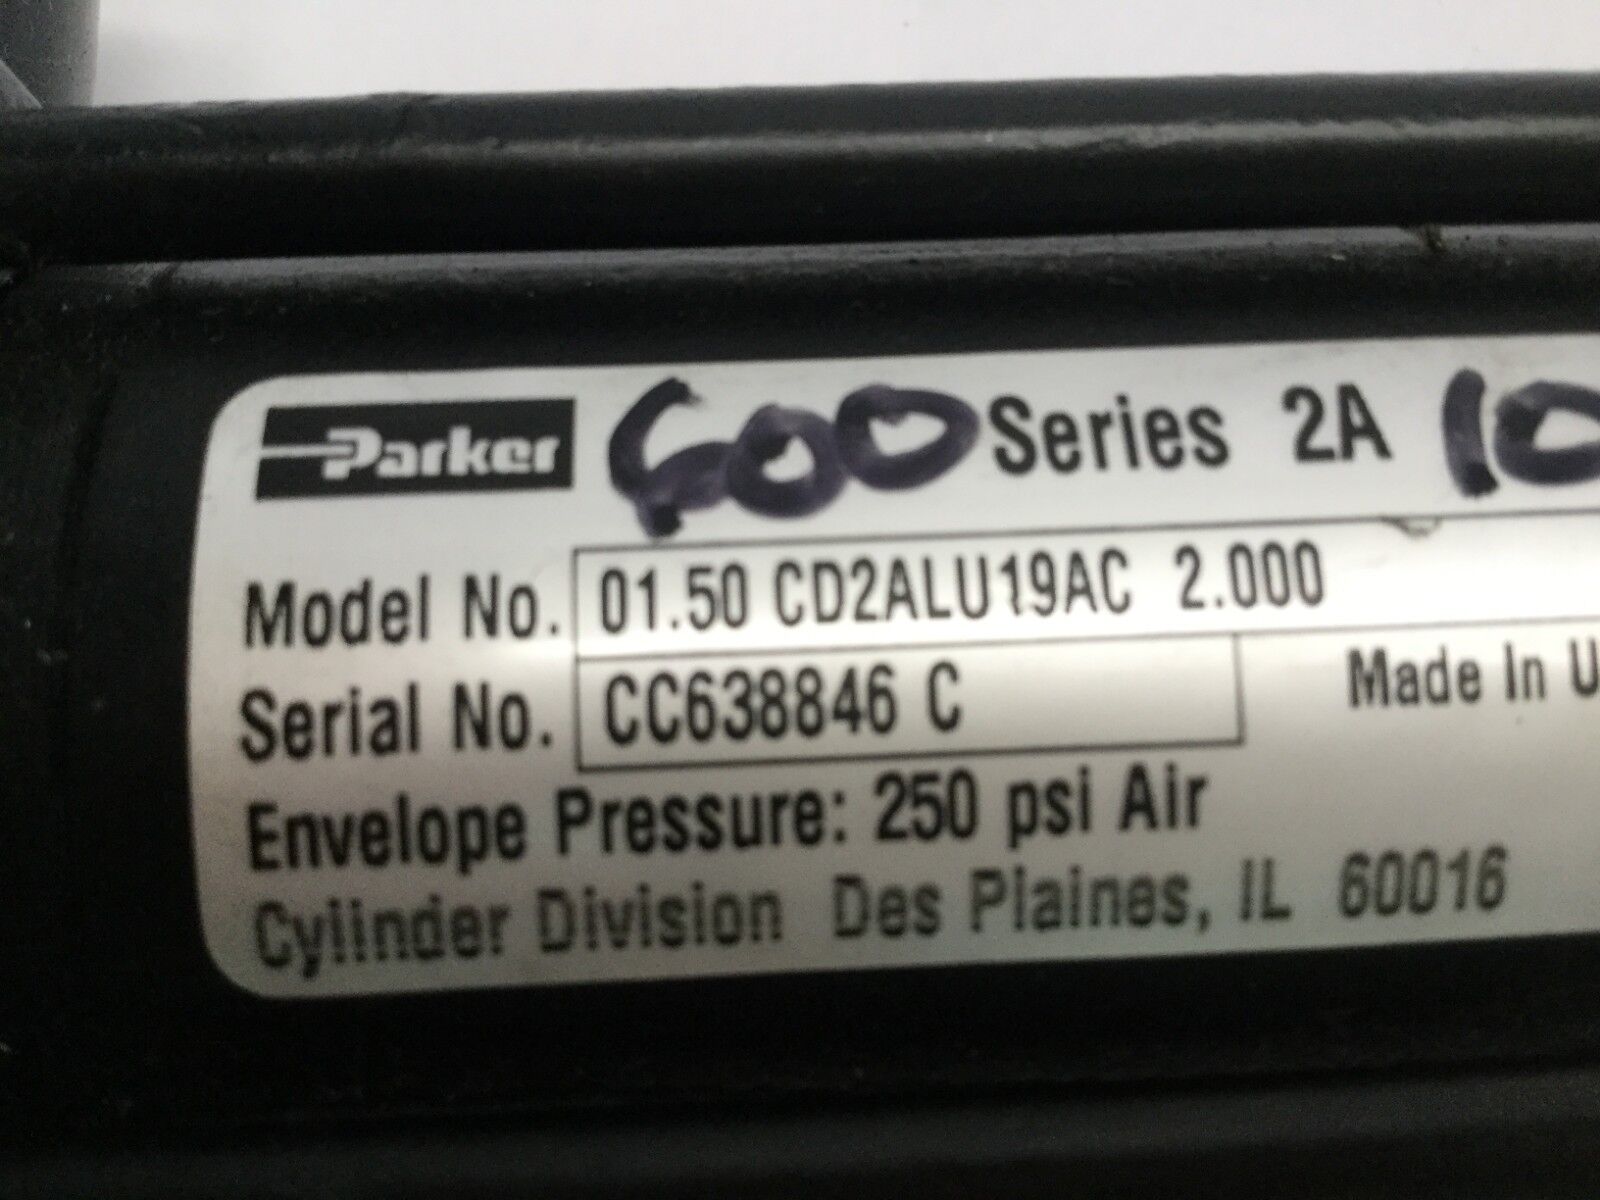 Parker 600 Series 2A 10
Model No. 01.50 CD2ALU19AC 2.000
Serial No. CC638846 C Made In U
Envelope Pressure: 250 psi Air
Cylinder Division Des Plaines, IL 60016